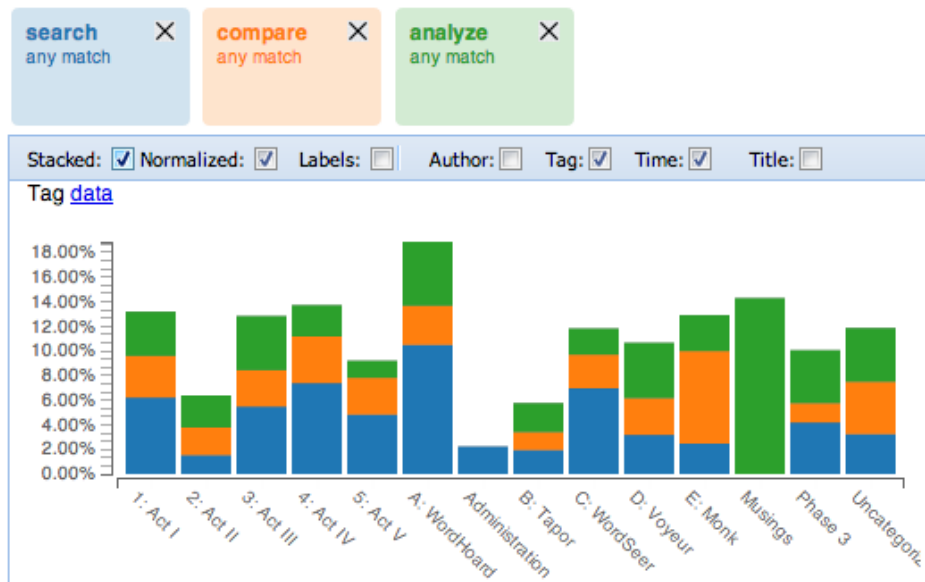 search compare analyze
any match any match any match
Stacked: Normalized: Labels: Author: Tag: Time: Title:
Tag data
18.00%
16.00%
14.00%
12.00%
10.00%
8.00%
6.00%
4.00%
2.00%
0.00%
1: Act I
2: Act II
3: Act III
4: Act IV
5: Act V
A: WordHoard
Administration
B: Tapor
C: WordSeer
D: Voyeur
E: Monk
Musings
Phase 3
Uncategori